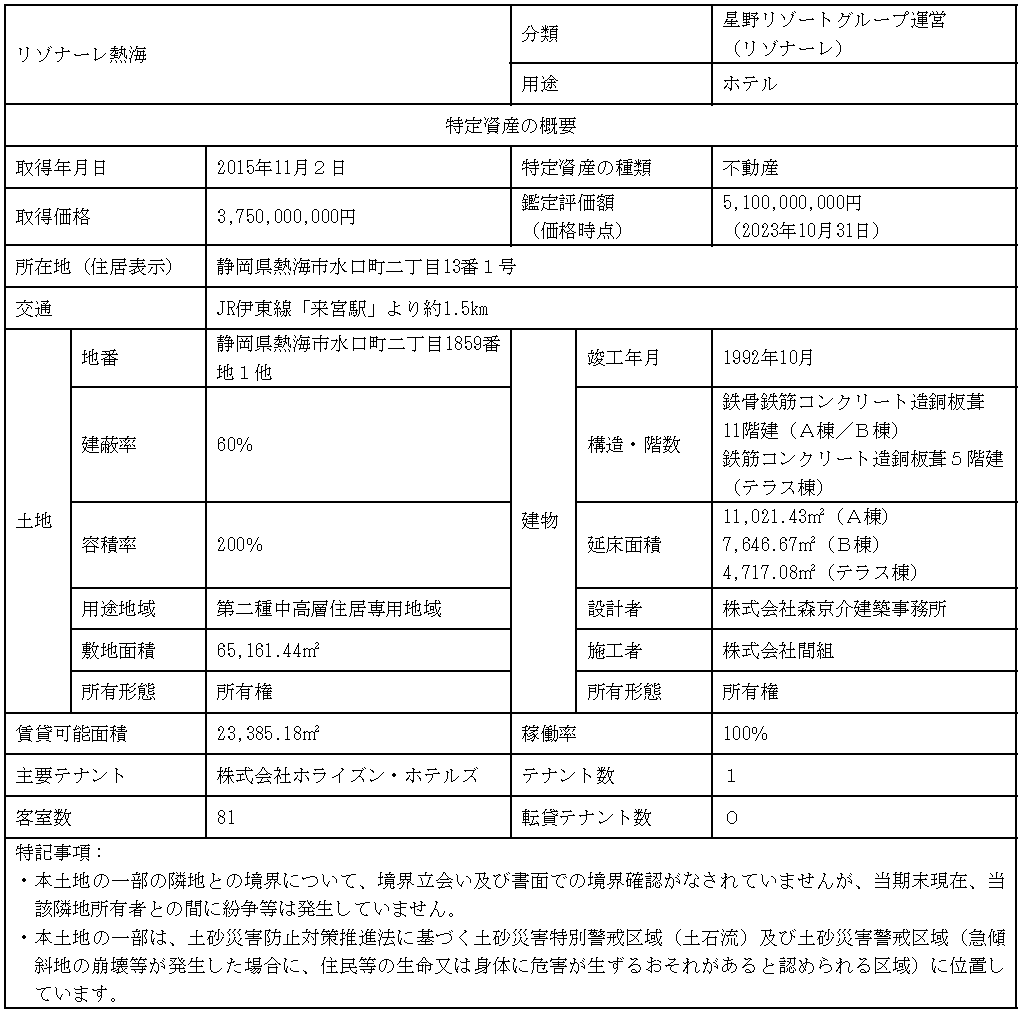 リゾナーレ熱海
分類
星野リゾートグループ運営
（リゾナーレ）
用途
ホテル
特定資産の概要
取得年月日
2015年11月２日
特定資産の種類
不動産
取得価格
3,750,000,000円
鑑定評価額
（価格時点）
5,100,000,000円
（2023年10月31日）
所在地（住居表示）
静岡県熱海市水口町二丁目13番１号
交通
JR伊東線「来宮駅」より約1.5km
土地
地番
静岡県熱海市水口町二丁目1859番
地１他
建物
竣工年月
1992年10月
建蔽率
60%
構造・階数
鉄骨鉄筋コンクリート造銅板葺
11階建（Ａ棟／Ｂ棟）
鉄筋コンクリート造銅板葺５階建
（テラス棟）
容積率
200%
延床面積
11,021.43㎡（Ａ棟）
7,646.67㎡（Ｂ棟）
4,717.08㎡（テラス棟）
用途地域
第二種中高層住居専用地域
設計者
株式会社森京介建築事務所
敷地面積
65,161.44㎡
施工者
株式会社間組
所有形態
所有権
所有形態
所有権
賃貸可能面積
23,385.18㎡
稼働率
100%
主要テナント
株式会社ホライズン・ホテルズ
テナント数
１
客室数
81
転貸テナント数
０
特記事項：
・本土地の一部の隣地との境界について、境界立会い及び書面での境界確認がなされていませんが、当期末現在、当
該隣地所有者との間に紛争等は発生していません。
・本土地の一部は、土砂災害防止対策推進法に基づく土砂災害特別警戒区域（土石流）及び土砂災害警戒区域（急傾
斜地の崩壊等が発生した場合に、住民等の生命又は身体に危害が生ずるおそれがあると認められる区域）に位置し
ています。